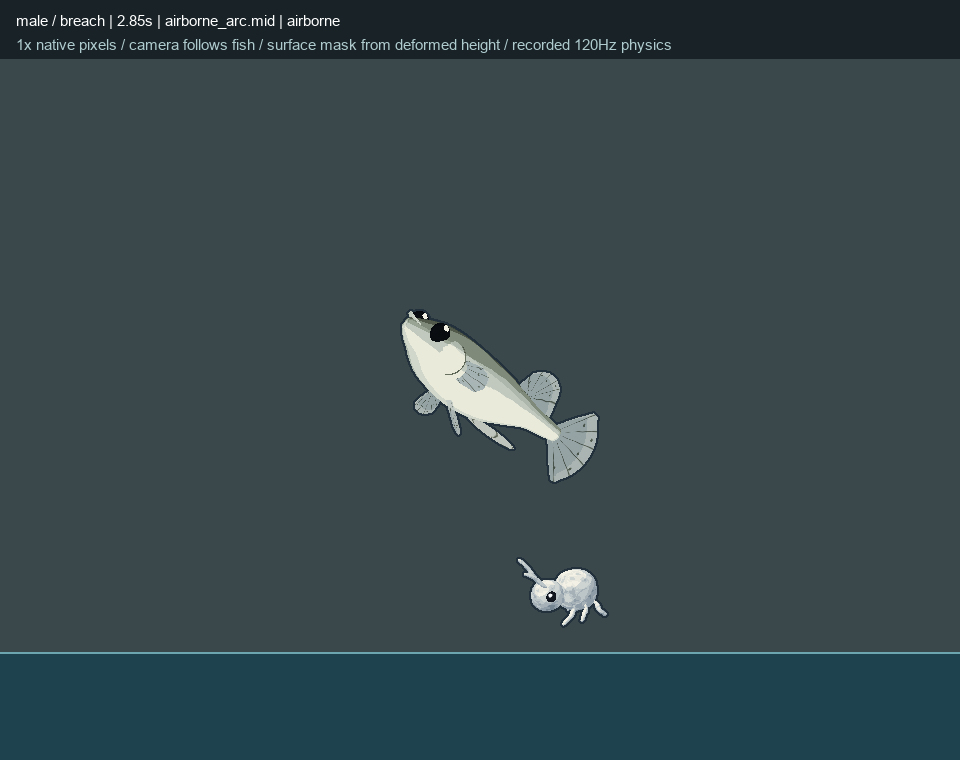 male / breach | 2.85s | airborne_arc.mid | airborne
1x native pixels / camera follows fish / surface mask from deformed height / recorded 120Hz physics